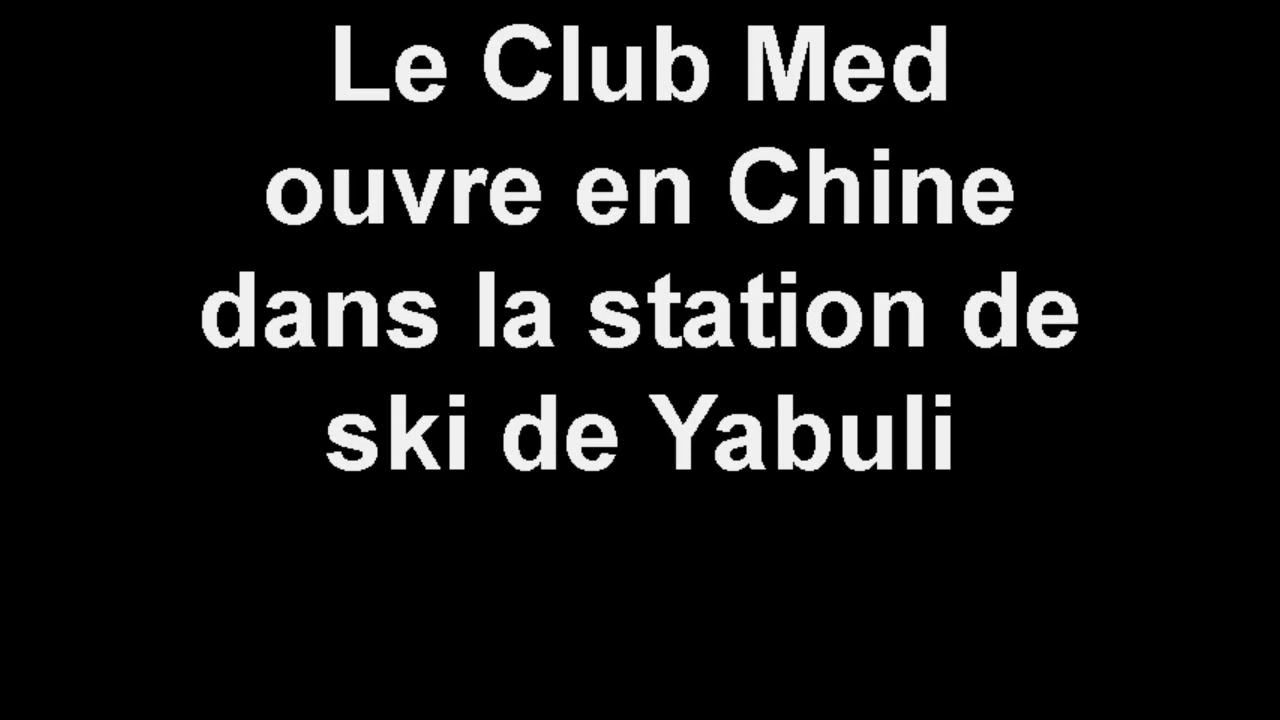 Le Club Med
ouvre en Chine
dans la station de
ski de Yabuli